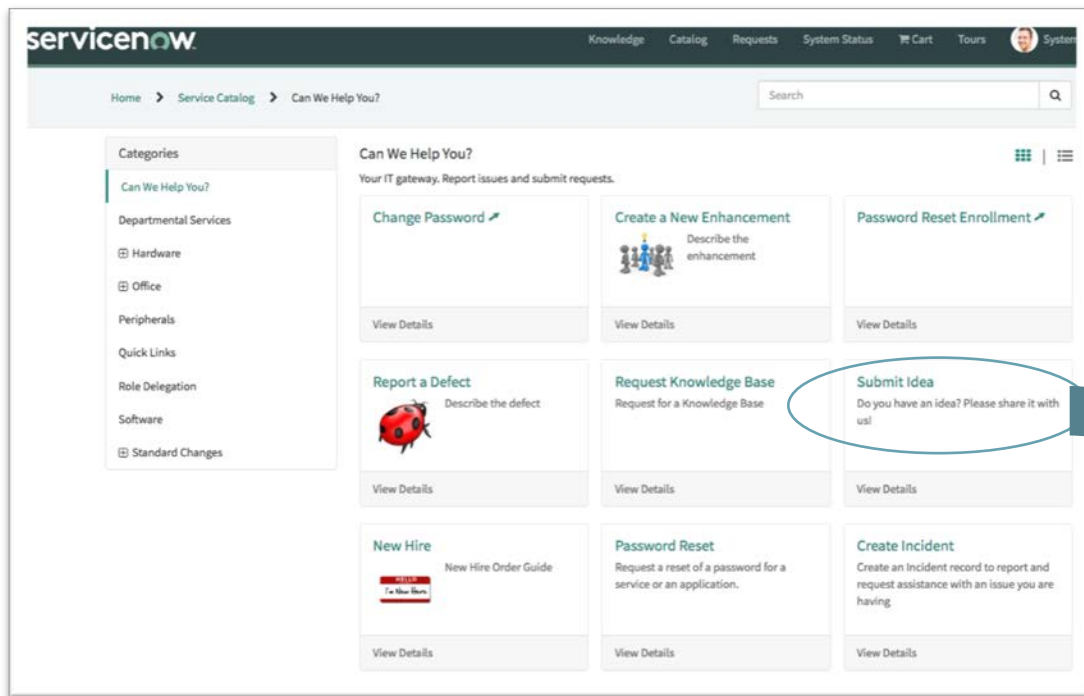 servicenow
Knowledge Catalog Requests System Status Cart Tours System
Home > Service Catalog > Can We Help You?
Search
Categories
Can We Help You?
Departmental Services
Hardware
Office
Peripherals
Quick Links
Role Delegation
Software
Standard Changes
Can We Help You?
Your IT gateway. Report issues and submit requests.
Change Password
View Details
Create a New Enhancement
Describe the
enhancement
View Details
Password Reset Enrollment
View Details
Report a Defect
Describe the defect
View Details
Request Knowledge Base
Request for a Knowledge Base
View Details
Submit Idea
Do you have an idea? Please share it with
us!
View Details
New Hire
HELLO
I'm New Here
New Hire Order Guide
View Details
Password Reset
Request a reset of a password for a
service or an application.
View Details
Create Incident
Create an Incident record to report and
request assistance with an issue you are
having
View Details